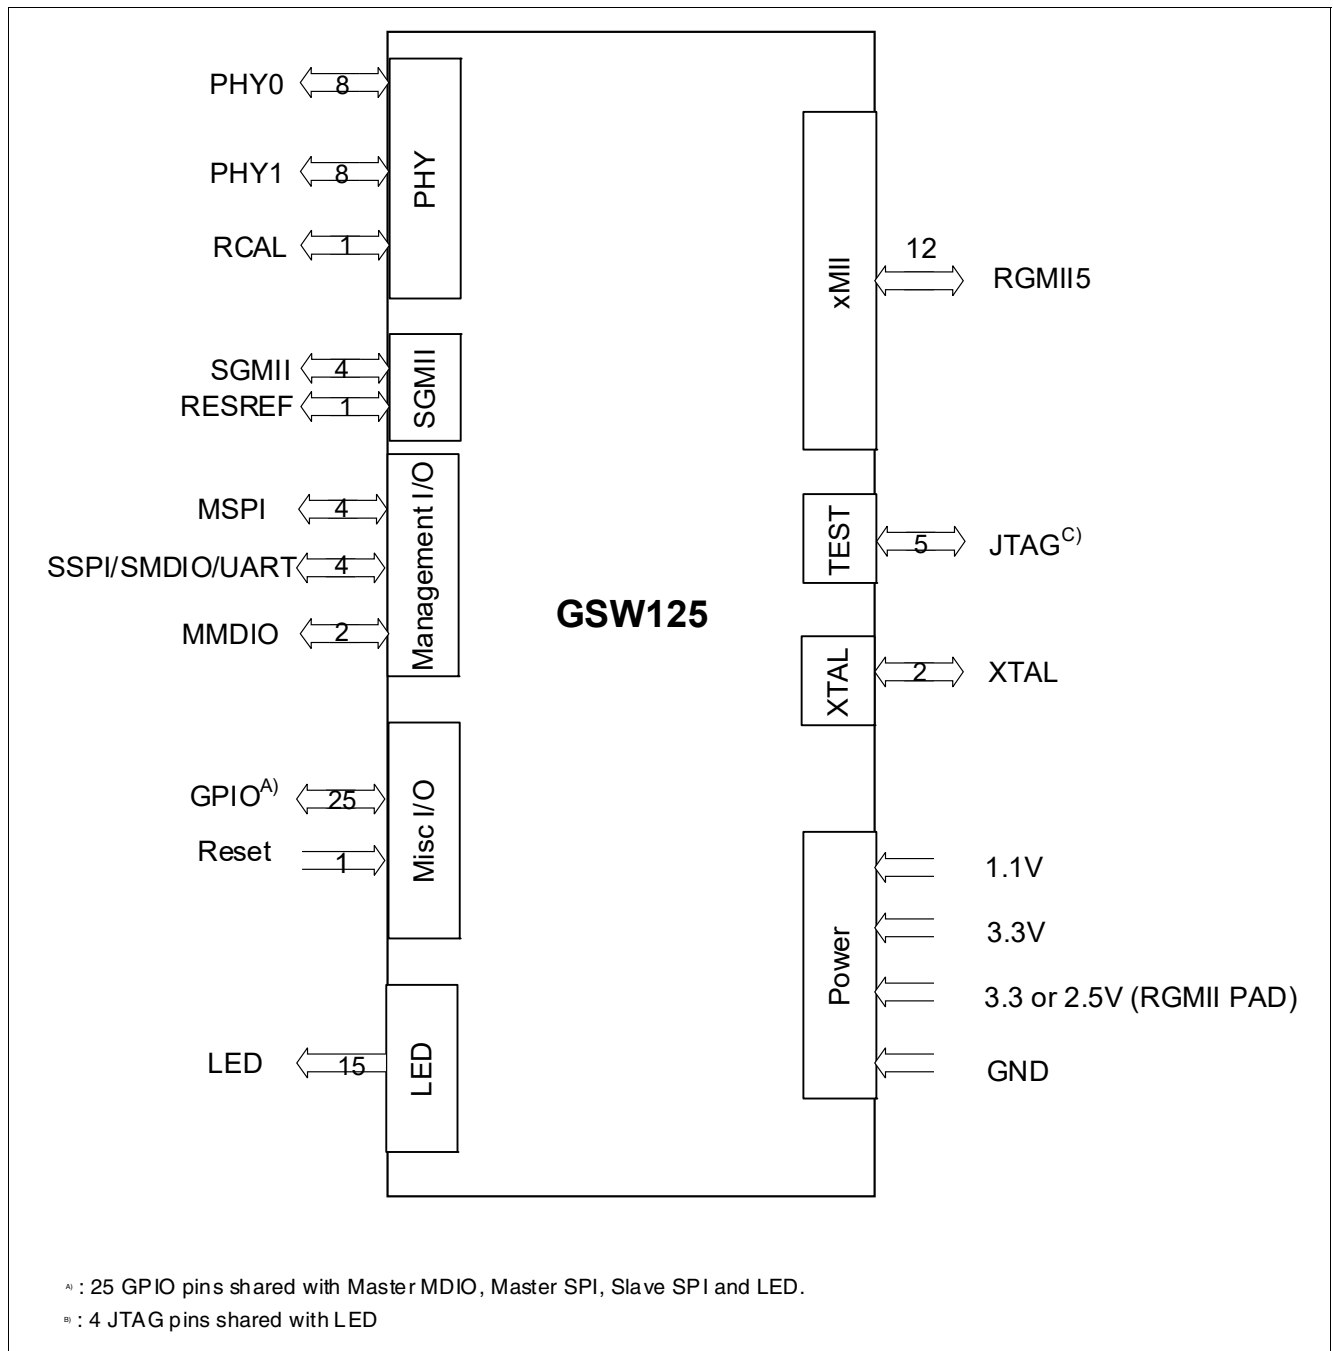 PHY0
8
PHY1
8
RCAL
1
PHY
SGMII
4
RESREF
1
SGMII
MSPI
4
SSPI/SMDIO/UART
4
MMDIO
2
Management I/O
GPIO A)
25
Reset
1
Misc I/O
LED
15
LED
GSW125
xMII
12
RGMII5
TEST
5
JTAG C)
XTAL
2
XTAL
Power
1.1V
3.3V
3.3 or 2.5V (RGMII PAD)
GND
A) : 25 GPIO pins shared with Master MDIO, Master SPI, Slave SPI and LED.
B) : 4 JTAG pins shared with LED